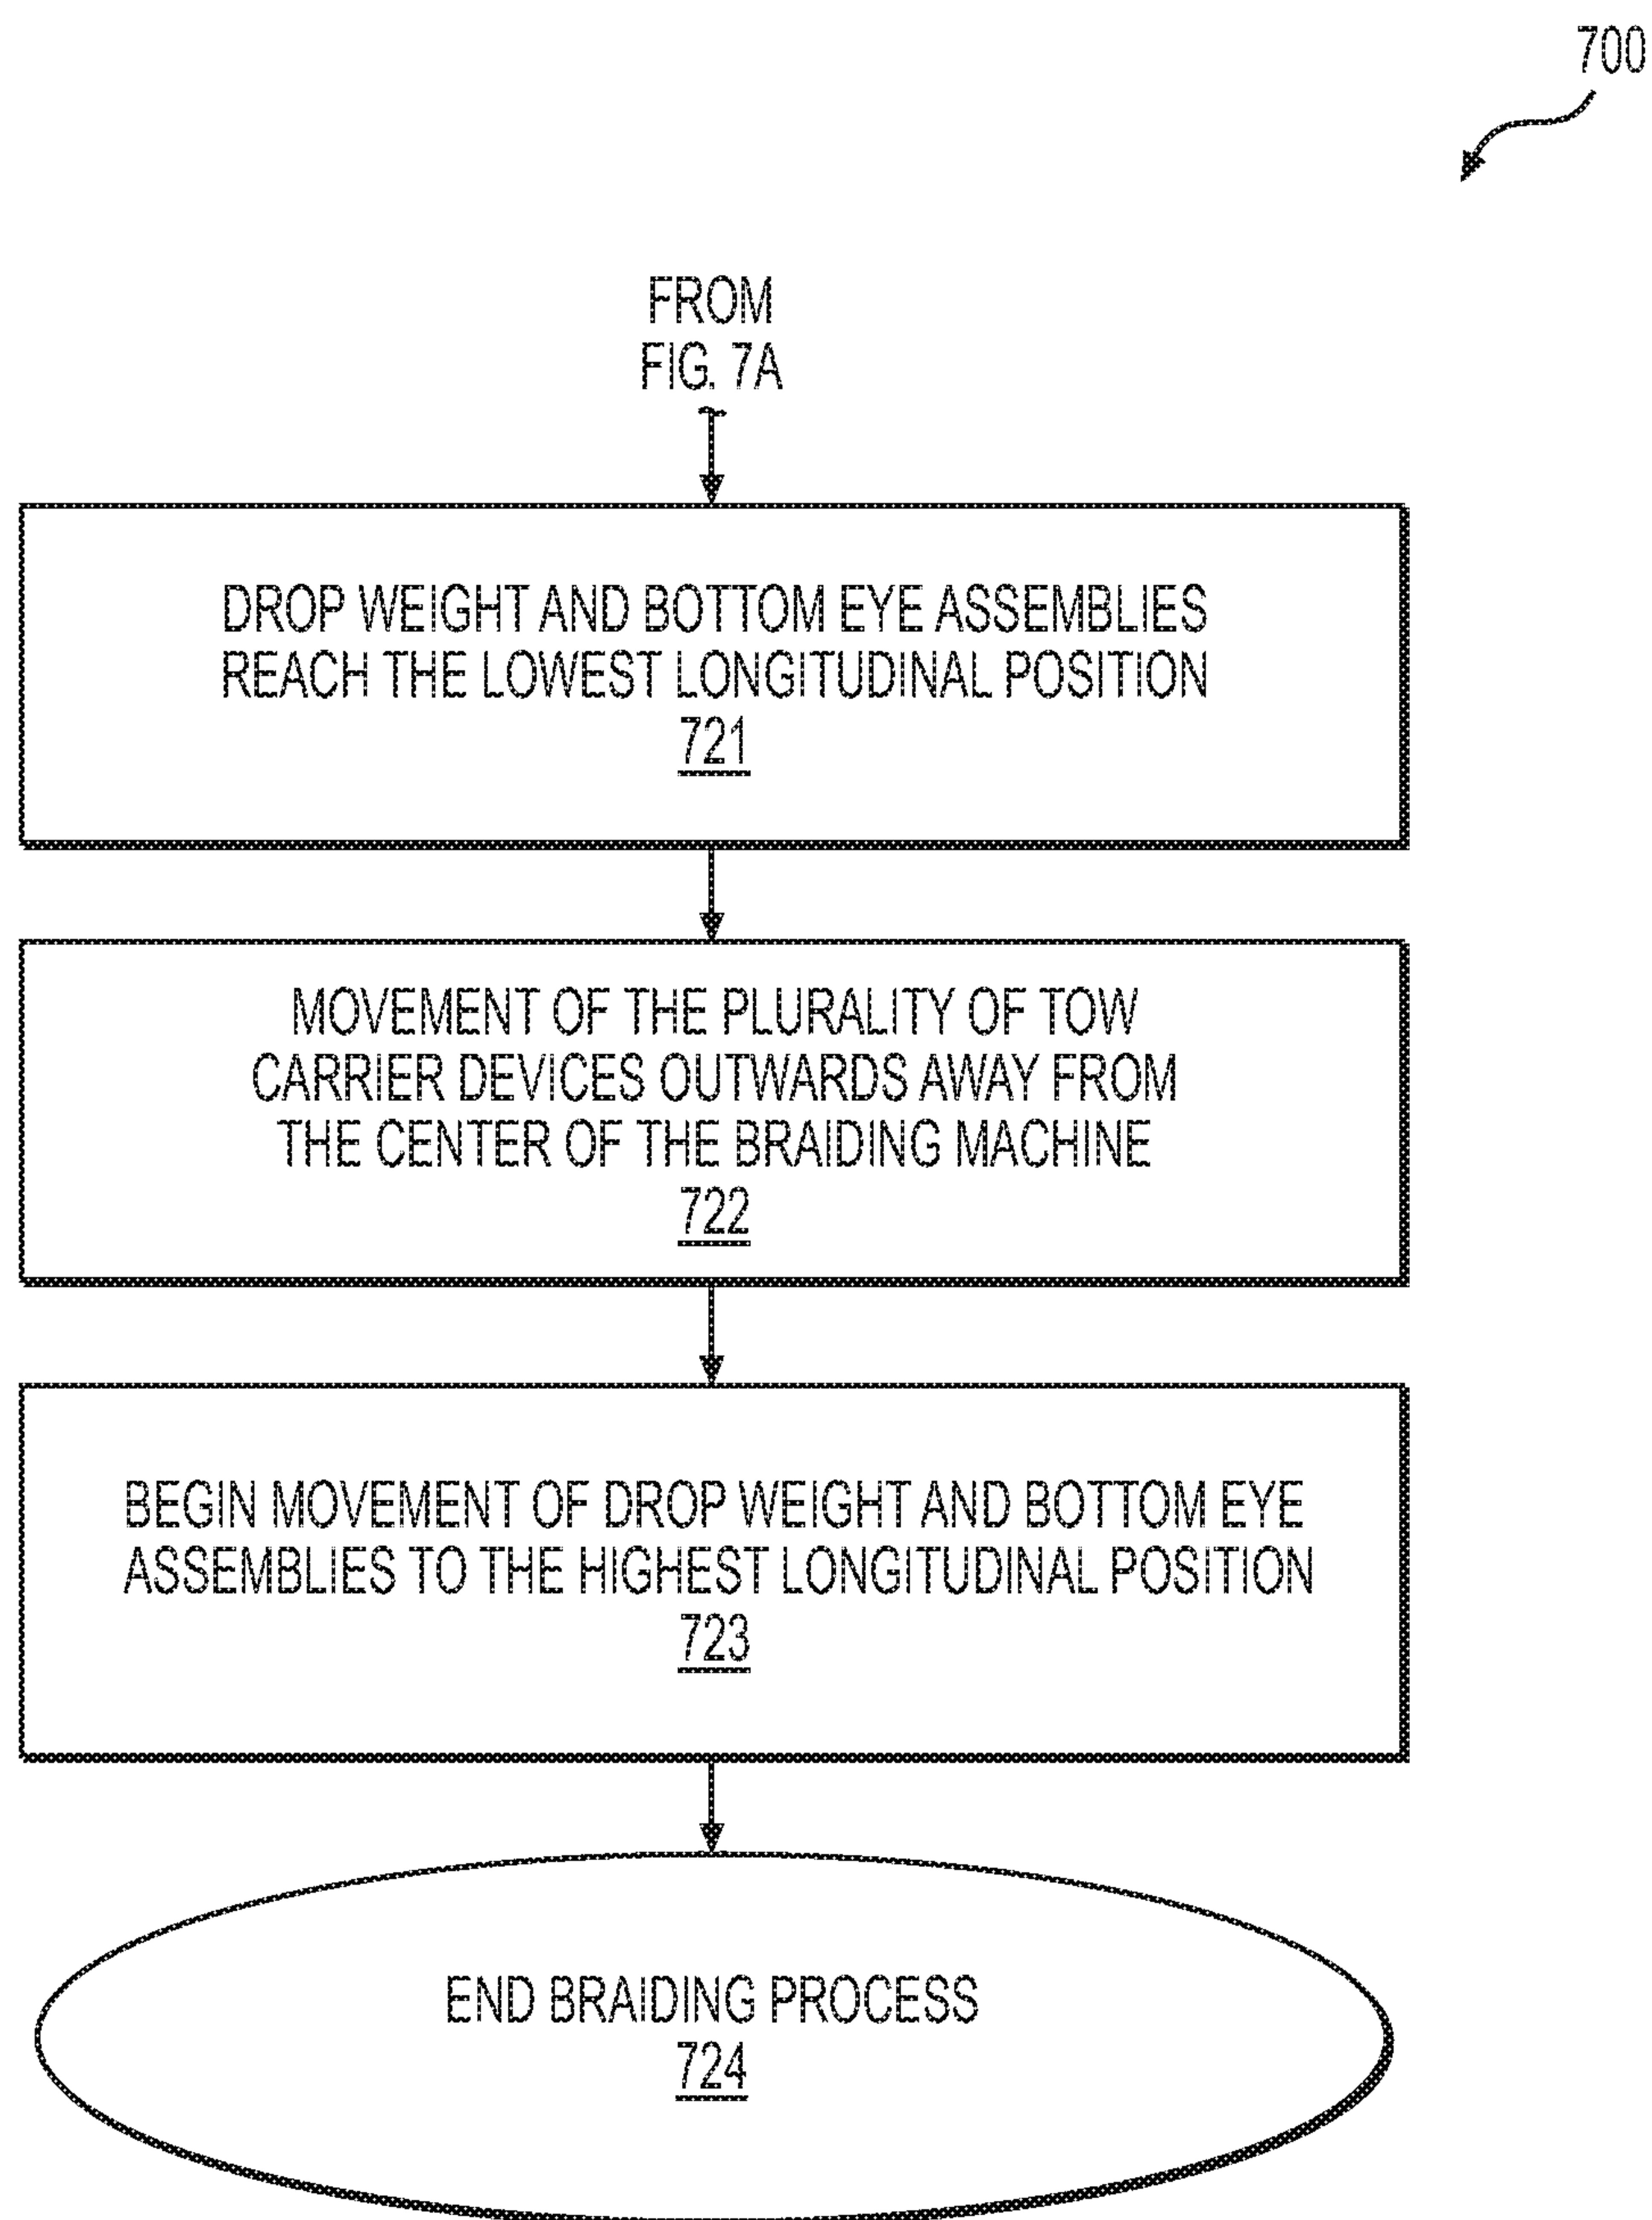 700
FROM
FIG. 7A
DROP WEIGHT AND BOTTOM EYE ASSEMBLIES
REACH THE LOWEST LONGITUDINAL POSITION
721
MOVEMENT OF THE PLURALITY OF TOW
CARRIER DEVICES OUTWARDS AWAY FROM
THE CENTER OF THE BRAIDING MACHINE
722
BEGIN MOVEMENT OF DROP WEIGHT AND BOTTOM EYE
ASSEMBLIES TO THE HIGHEST LONGITUDINAL POSITION
723
END BRAIDING PROCESS
724